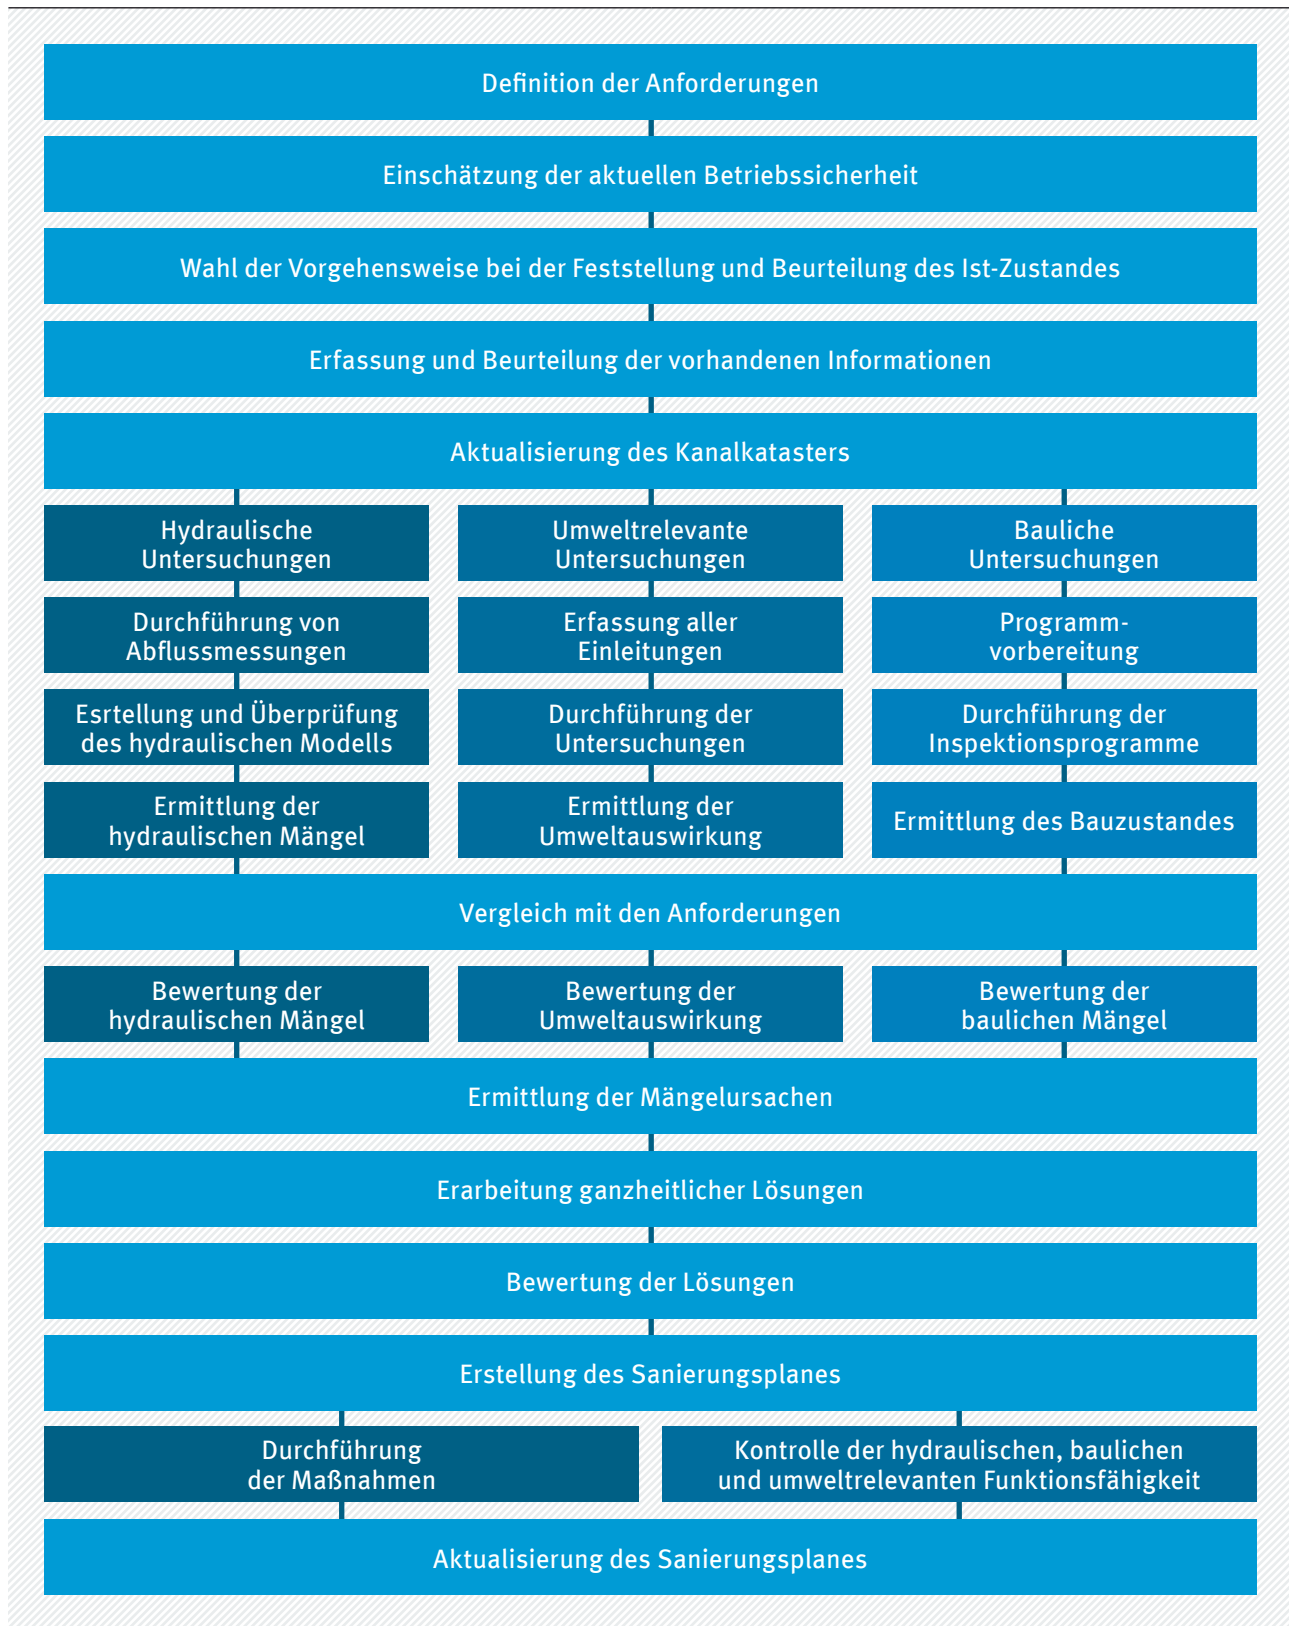 Definition der Anforderungen
Einschätzung der aktuellen Betriebssicherheit
Wahl der Vorgehensweise bei der Feststellung und Beurteilung des Ist-Zustandes
Erfassung und Beurteilung der vorhandenen Informationen
Aktualisierung des Kanalkatasters
Hydraulische
Untersuchungen
Umweltrelevante
Untersuchungen
Bauliche
Untersuchungen
Durchführung von
Abflussmessungen
Erfassung aller
Einleitungen
Programm-
vorbereitung
Esrtellung und Überprüfung
des hydraulischen Modells
Durchführung der
Untersuchungen
Durchführung der
Inspektionsprogramme
Ermittlung der
hydraulischen Mängel
Ermittlung der
Umweltauswirkung
Ermittlung des Bauzustandes
Vergleich mit den Anforderungen
Bewertung der
hydraulischen Mängel
Bewertung der
Umweltauswirkung
Bewertung der
baulichen Mängel
Ermittlung der Mängelursachen
Erarbeitung ganzheitlicher Lösungen
Bewertung der Lösungen
Erstellung des Sanierungsplanes
Durchführung
der Maßnahmen
Kontrolle der hydraulischen, baulichen
und umweltrelevanten Funktionsfähigkeit
Aktualisierung des Sanierungsplanes